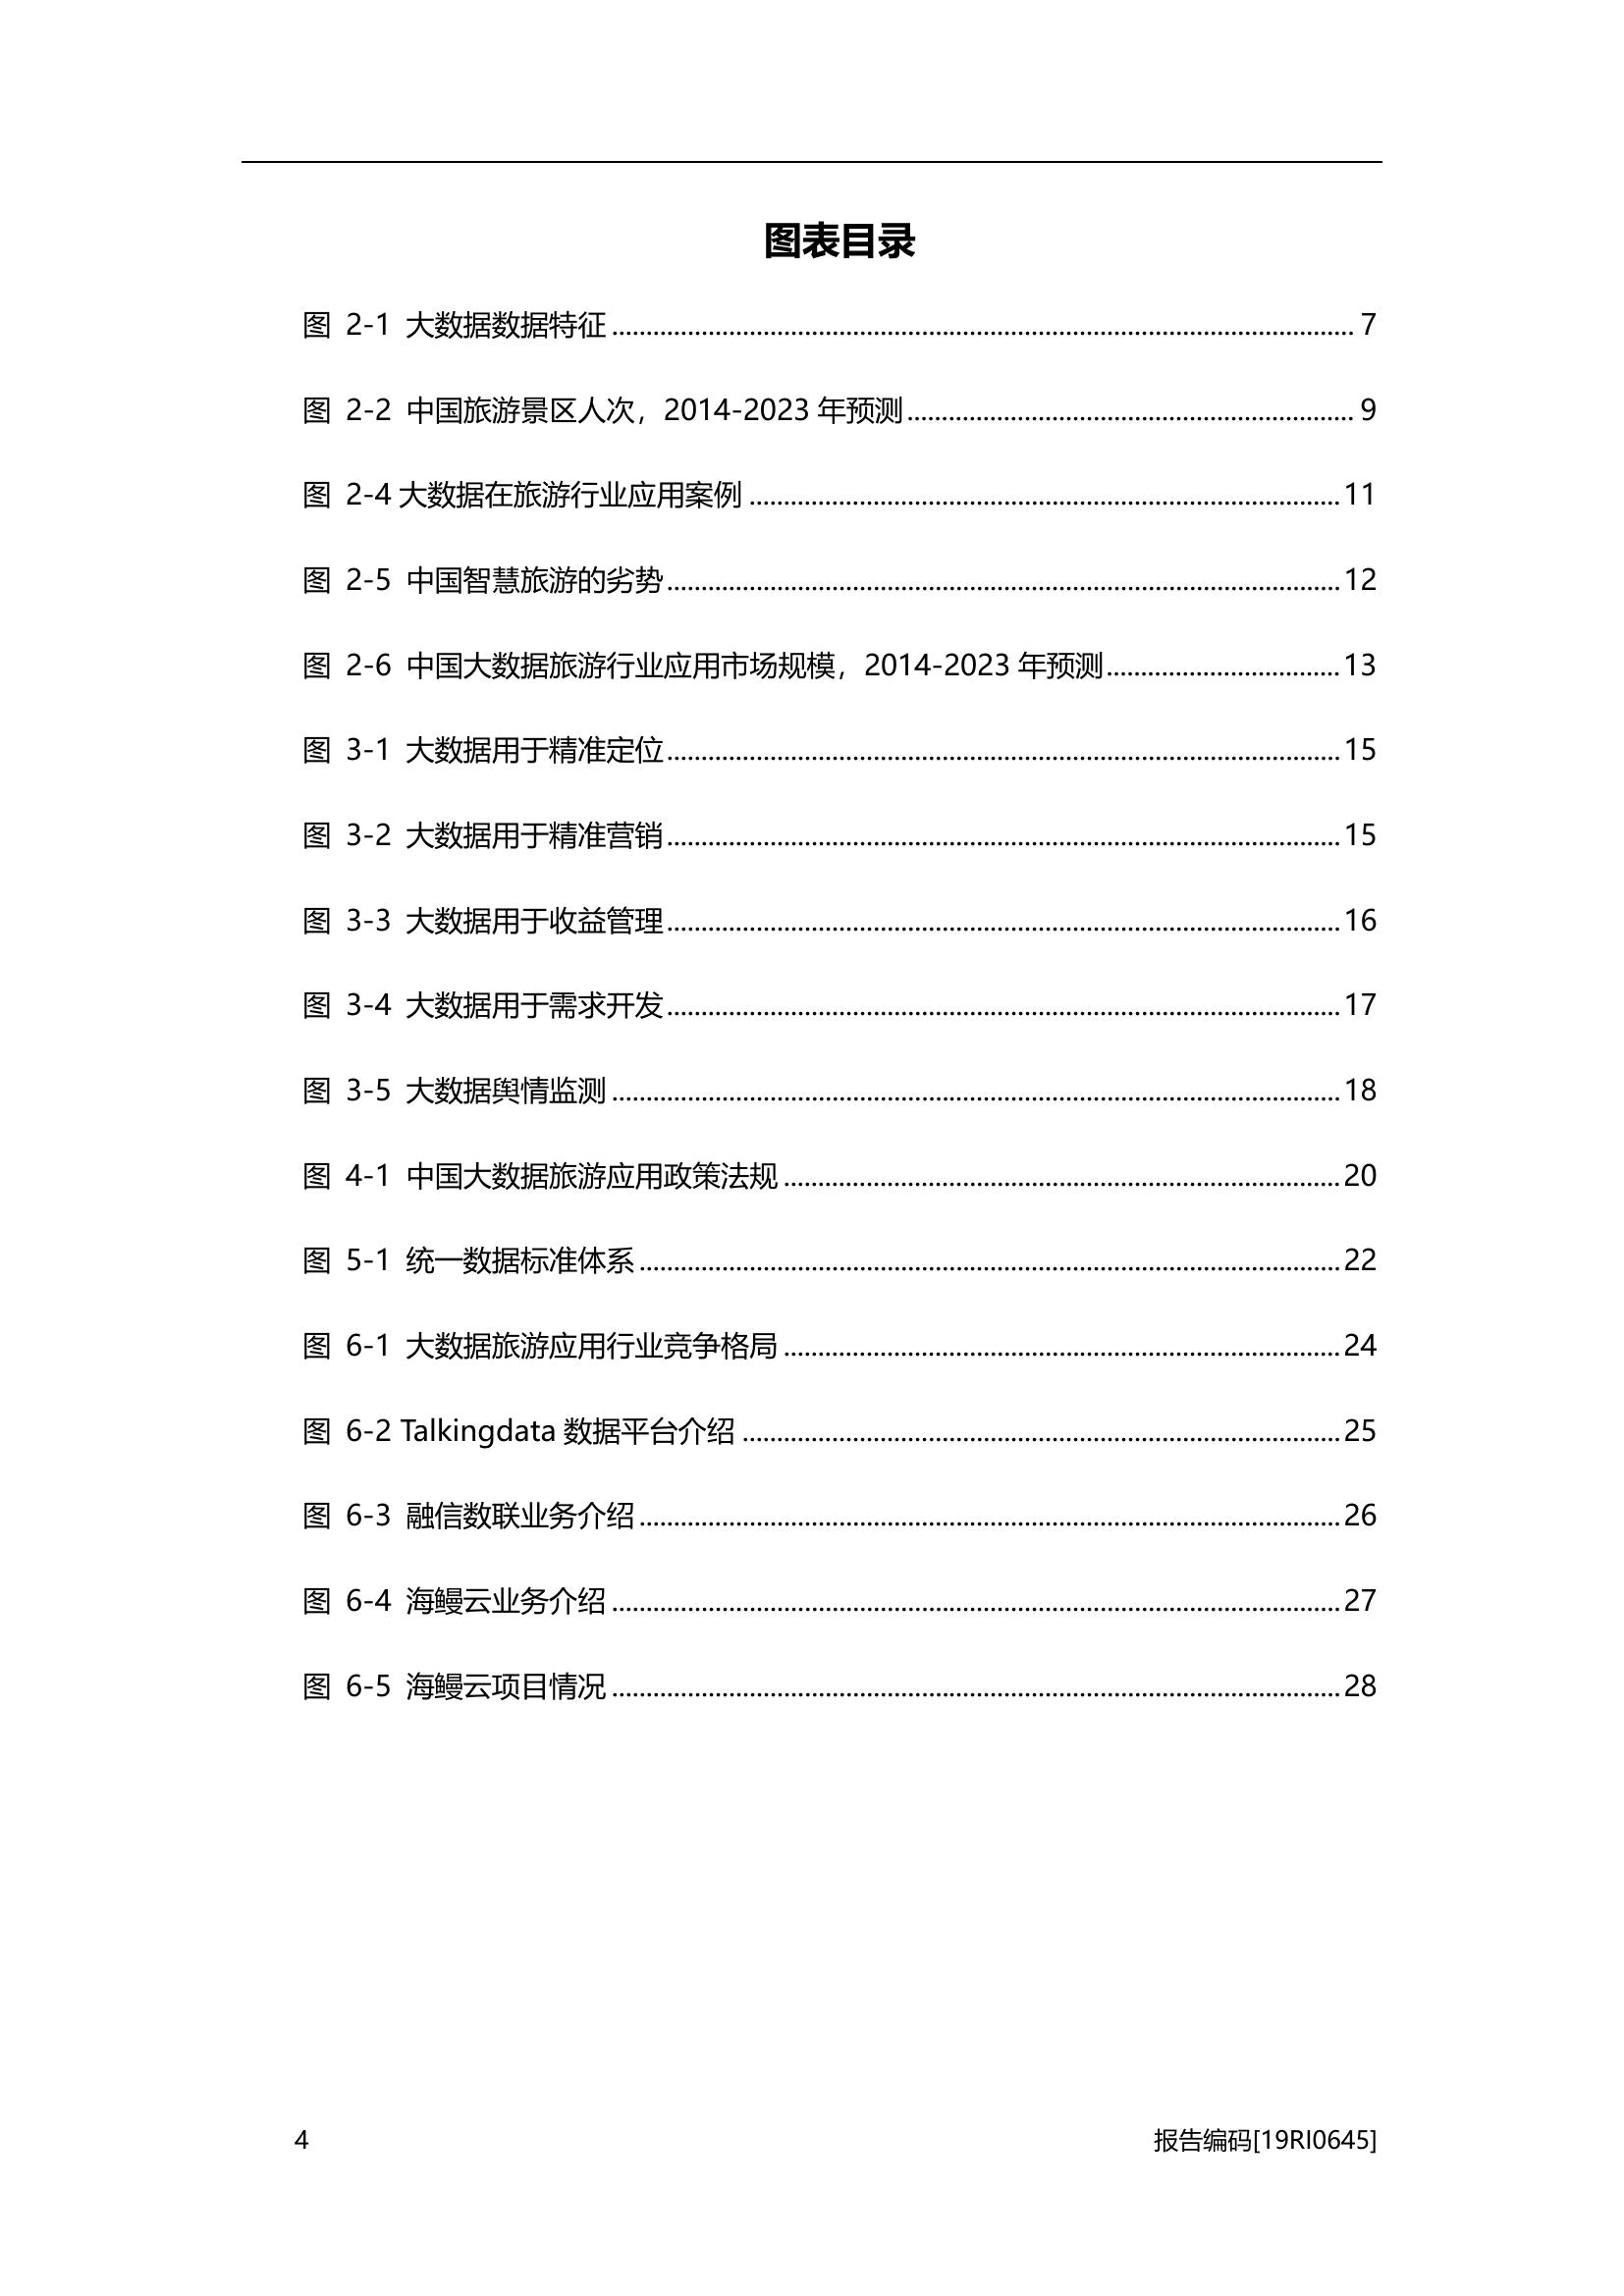 图表目录
图 2-1 大数据数据特征 ........ 7
图 2-2 中国旅游景区人次，2014-2023 年预测 ........ 9
图 2-4 大数据在旅游行业应用案例 ........ 11
图 2-5 中国智慧旅游的劣势 ........ 12
图 2-6 中国大数据旅游行业应用市场规模，2014-2023 年预测 ........ 13
图 3-1 大数据用于精准定位 ........ 15
图 3-2 大数据用于精准营销 ........ 15
图 3-3 大数据用于收益管理 ........ 16
图 3-4 大数据用于需求开发 ........ 17
图 3-5 大数据舆情监测 ........ 18
图 4-1 中国大数据旅游应用政策法规 ........ 20
图 5-1 统一数据标准体系 ........ 22
图 6-1 大数据旅游应用行业竞争格局 ........ 24
图 6-2 Talkingdata 数据平台介绍 ........ 25
图 6-3 融信数联业务介绍 ........ 26
图 6-4 海鳗云业务介绍 ........ 27
图 6-5 海鳗云项目情况 ........ 28
4 报告编码[19RI0645]